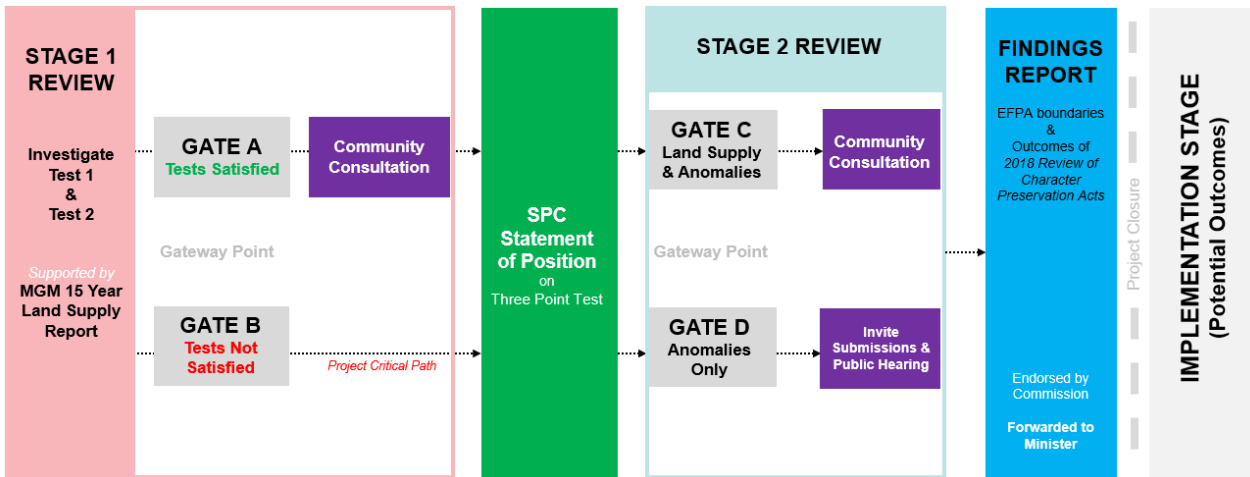 STAGE 1
REVIEW
Investigate
Test 1
&
Test 2
Supported by
MGM 15 Year
Land Supply
Report
GATE A
Tests Satisfied
Community
Consultation
Gateway Point
GATE B
Tests Not
Satisfied
Project Critical Path
SPC
Statement
of Position
on
Three Point Test
STAGE 2 REVIEW
GATE C
Land Supply
& Anomalies
Community
Consultation
Gateway Point
GATE D
Anomalies
Only
Invite
Submissions &
Public Hearing
FINDINGS
REPORT
EFPA boundaries
&
Outcomes of
2018 Review of
Character
Preservation Acts
Endorsed by
Commission
Forwarded to
Minister
Project Closure
IMPLEMENTATION STAGE
(Potential Outcomes)